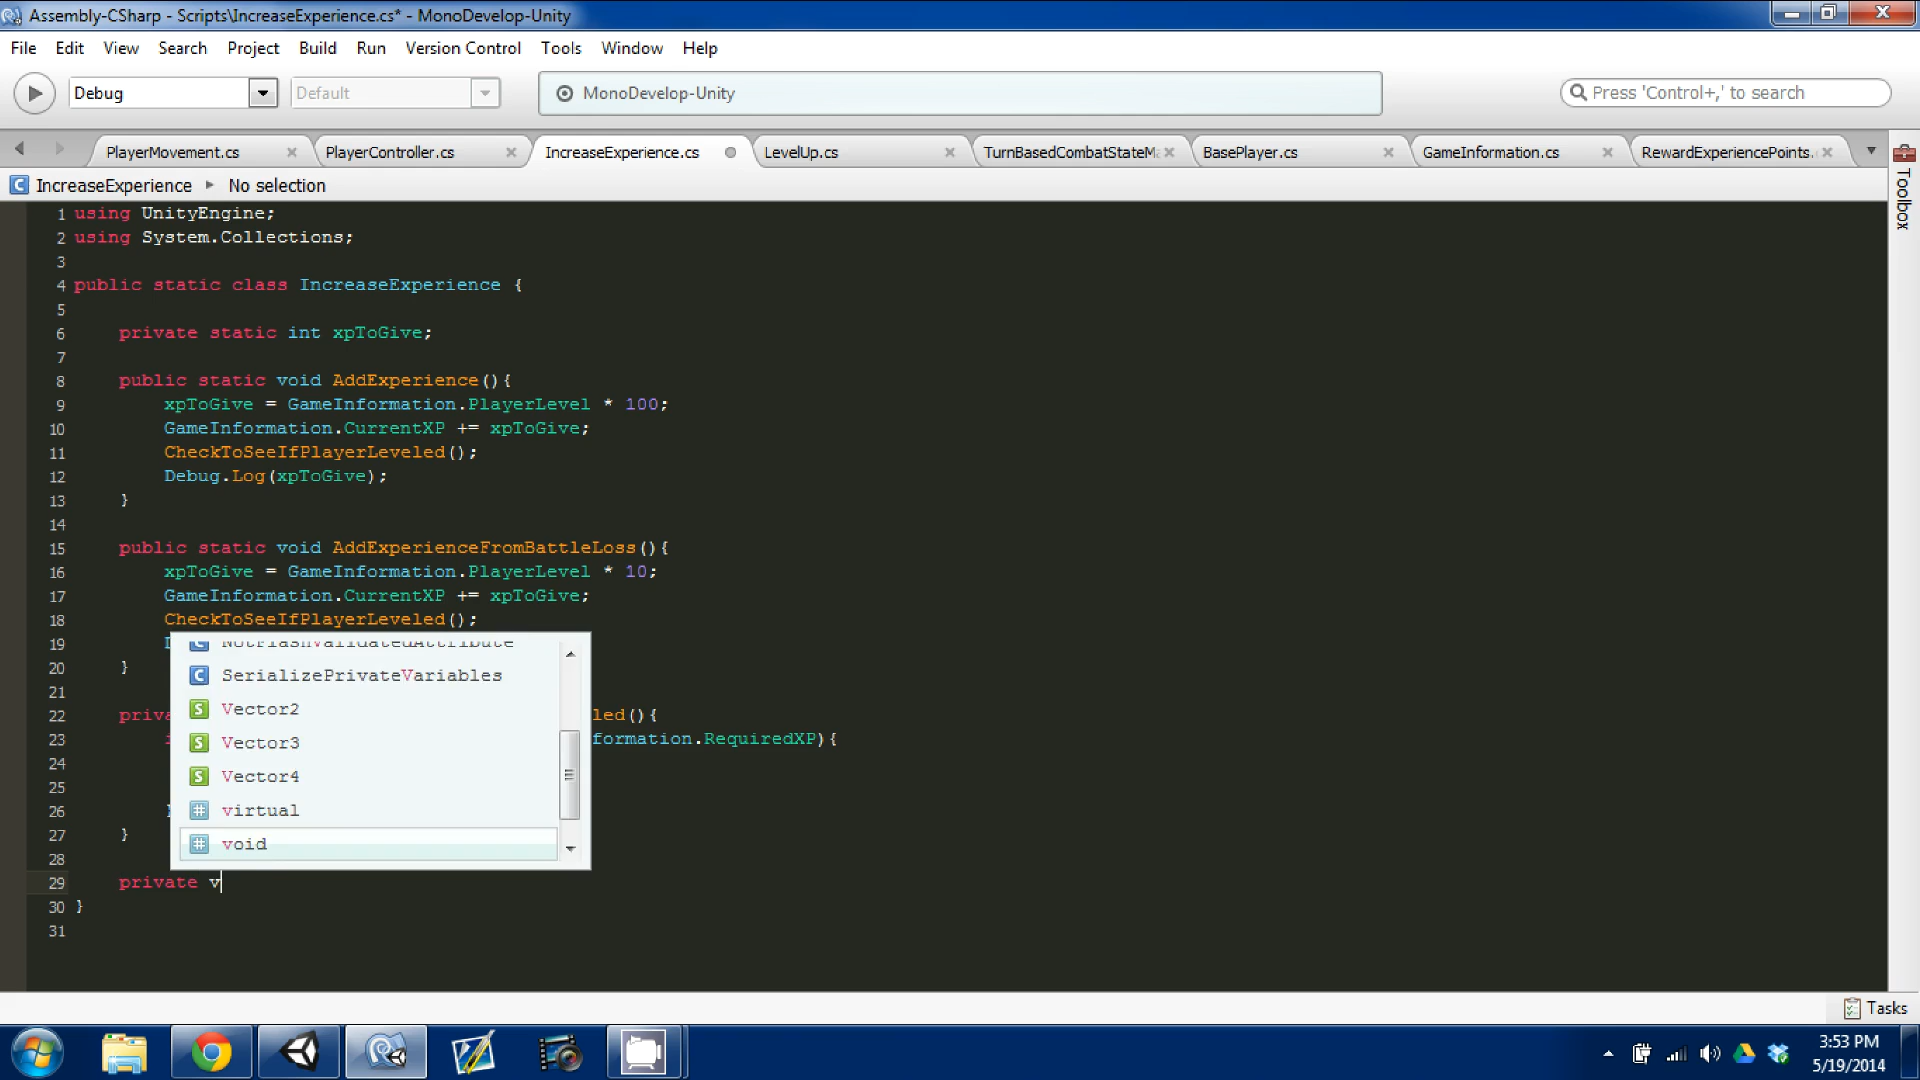 Assembly-CSharp - Scripts\IncreaseExperience.cs* - MonoDevelop-Unity
File Edit View Search Project Build Run Version Control Tools Window Help
Debug Default MonoDevelop-Unity Press 'Control+,' to search
PlayerMovement.cs PlayerController.cs IncreaseExperience.cs LevelUp.cs TurnBasedCombatStateMa BasePlayer.cs GameInformation.cs RewardExperiencePoints.
Toolbox
IncreaseExperience No selection
1 using UnityEngine;
2 using System.Collections;
3
4 public static class IncreaseExperience {
5
6 private static int xpToGive;
7
8 public static void AddExperience(){
9 xpToGive = GameInformation.PlayerLevel * 100;
10 GameInformation.CurrentXP += xpToGive;
11 CheckToSeeIfPlayerLeveled();
12 Debug.Log(xpToGive);
13 }
14
15 public static void AddExperienceFromBattleLoss(){
16 xpToGive = GameInformation.PlayerLevel * 10;
17 GameInformation.CurrentXP += xpToGive;
18 CheckToSeeIfPlayerLeveled();
19
20 }
21
22 priva led(){
23 formation.RequiredXP){
24
25
26
27 }
28
29 private v
30 }
31
NotFlashValidatedAttribute
SerializePrivateVariables
Vector2
Vector3
Vector4
virtual
void
Tasks
3:53 PM
5/19/2014